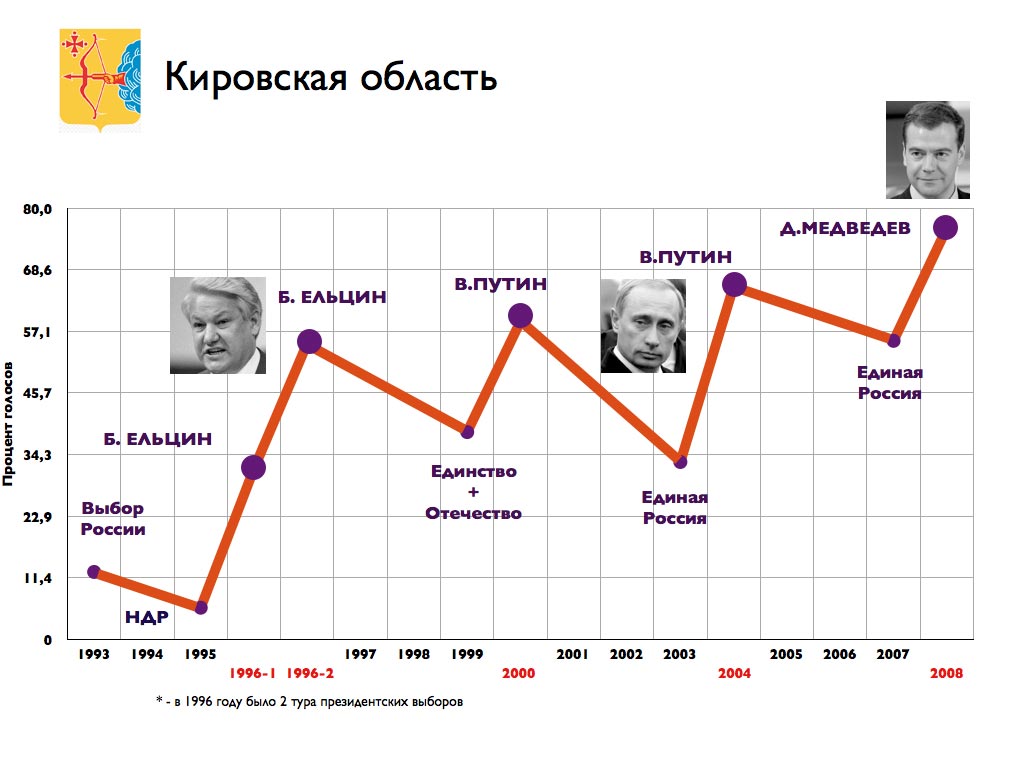 Кировская область
80,0
68,6
57,1
45,7
34,3
22,9
11,4
0
Процент голосов
Выбор
России
НДР
Б. ЕЛЬЦИН
Б. ЕЛЬЦИН
Единство
+
Отечество
В.ПУТИН
Единая
Россия
В.ПУТИН
Единая
Россия
Д.МЕДВЕДЕВ
1993 1994 1995 1997 1998 1999 2001 2002 2003 2005 2006 2007
1996-1 1996-2 2000 2004 2008
* - в 1996 году было 2 тура президентских выборов